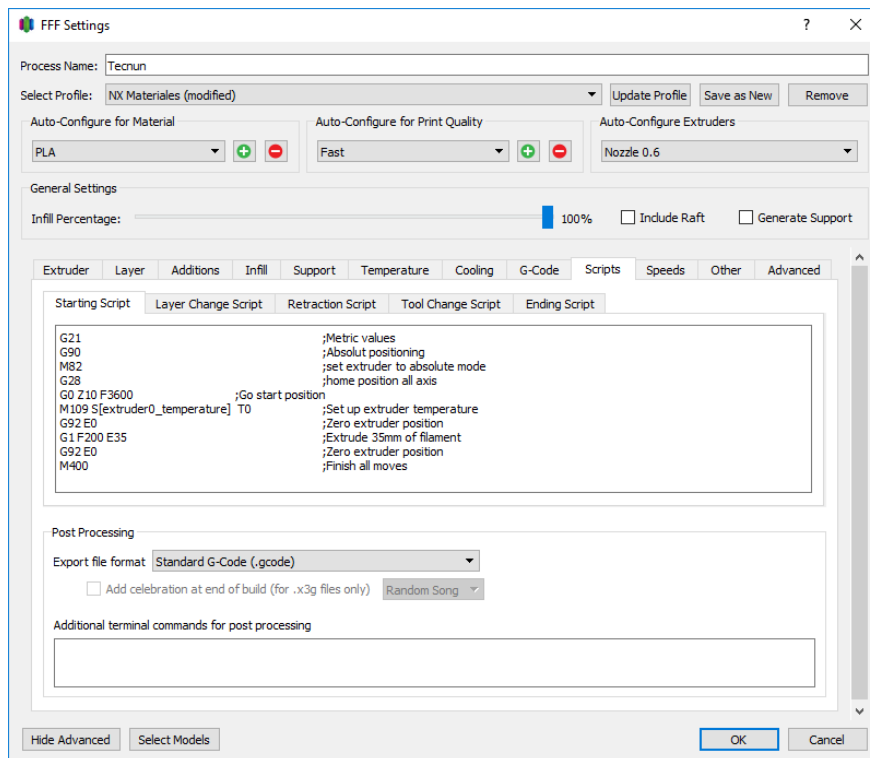 FFF Settings
?
Process Name: Tecnun
Select Profile: NX Materiales (modified) Update Profile Save as New Remove
Auto-Configure for Material Auto-Configure for Print Quality Auto-Configure Extruders
PLA Fast Nozzle 0.6
General Settings
Infill Percentage: 100% Include Raft Generate Support
Extruder Layer Additions Infill Support Temperature Cooling G-Code Scripts Speeds Other Advanced
Starting Script Layer Change Script Retraction Script Tool Change Script Ending Script
G21 ;Metric values
G90 ;Absolut positioning
M82 ;set extruder to absolute mode
G28 ;home position all axis
G0 Z10 F3600 ;Go start position
M109 S[extruder0_temperature] T0 ;Set up extruder temperature
G92 E0 ;Zero extruder position
G1 F200 E35 ;Extrude 35mm of filament
G92 E0 ;Zero extruder position
M400 ;Finish all moves
Post Processing
Export file format Standard G-Code (.gcode)
Add celebration at end of build (for .x3g files only) Random Song
Additional terminal commands for post processing
Hide Advanced Select Models OK Cancel